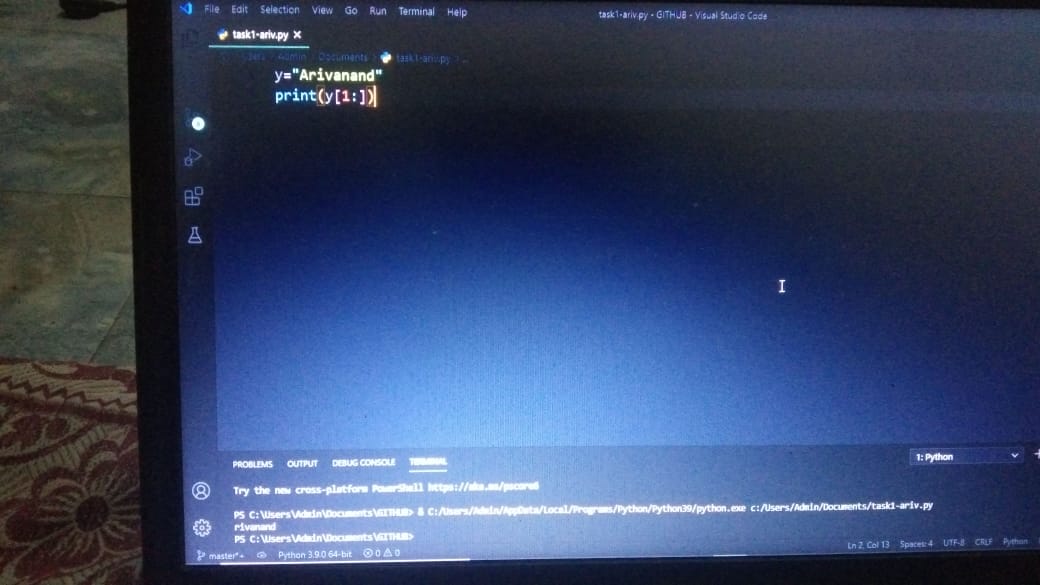 File Edit Selection View Go Run Terminal Help
task1-ariv.py - GITHUB - Visual Studio Code
task1-ariv.py
Admin Documents task1-ariv.py
y="Arivanand"
print(y[1:])
PROBLEMS OUTPUT DEBUG CONSOLE TERMINAL
1: Python
Try the new cross-platform PowerShell https://aka.ms/pscore6
PS C:\Users\Admin\Documents\GITHUB> & C:/Users/Admin/AppData/Local/Programs/Python/Python39/python.exe c:/Users/Admin/Documents/task1-ariv.py
rivanand
PS C:\Users\Admin\Documents\GITHUB>
master*+ Python 3.9.0 64-bit 0 0
Ln 2, Col 13 Spaces: 4 UTF-8 CRLF Python